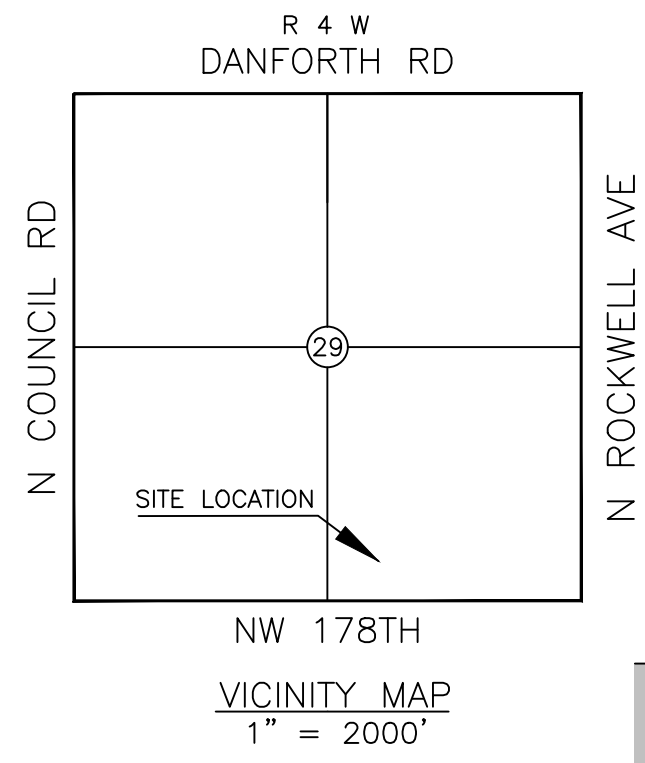 R 4 W
DANFORTH RD
N COUNCIL RD
N ROCKWELL AVE
29
SITE LOCATION
NW 178TH
VICINITY MAP
1" = 2000'